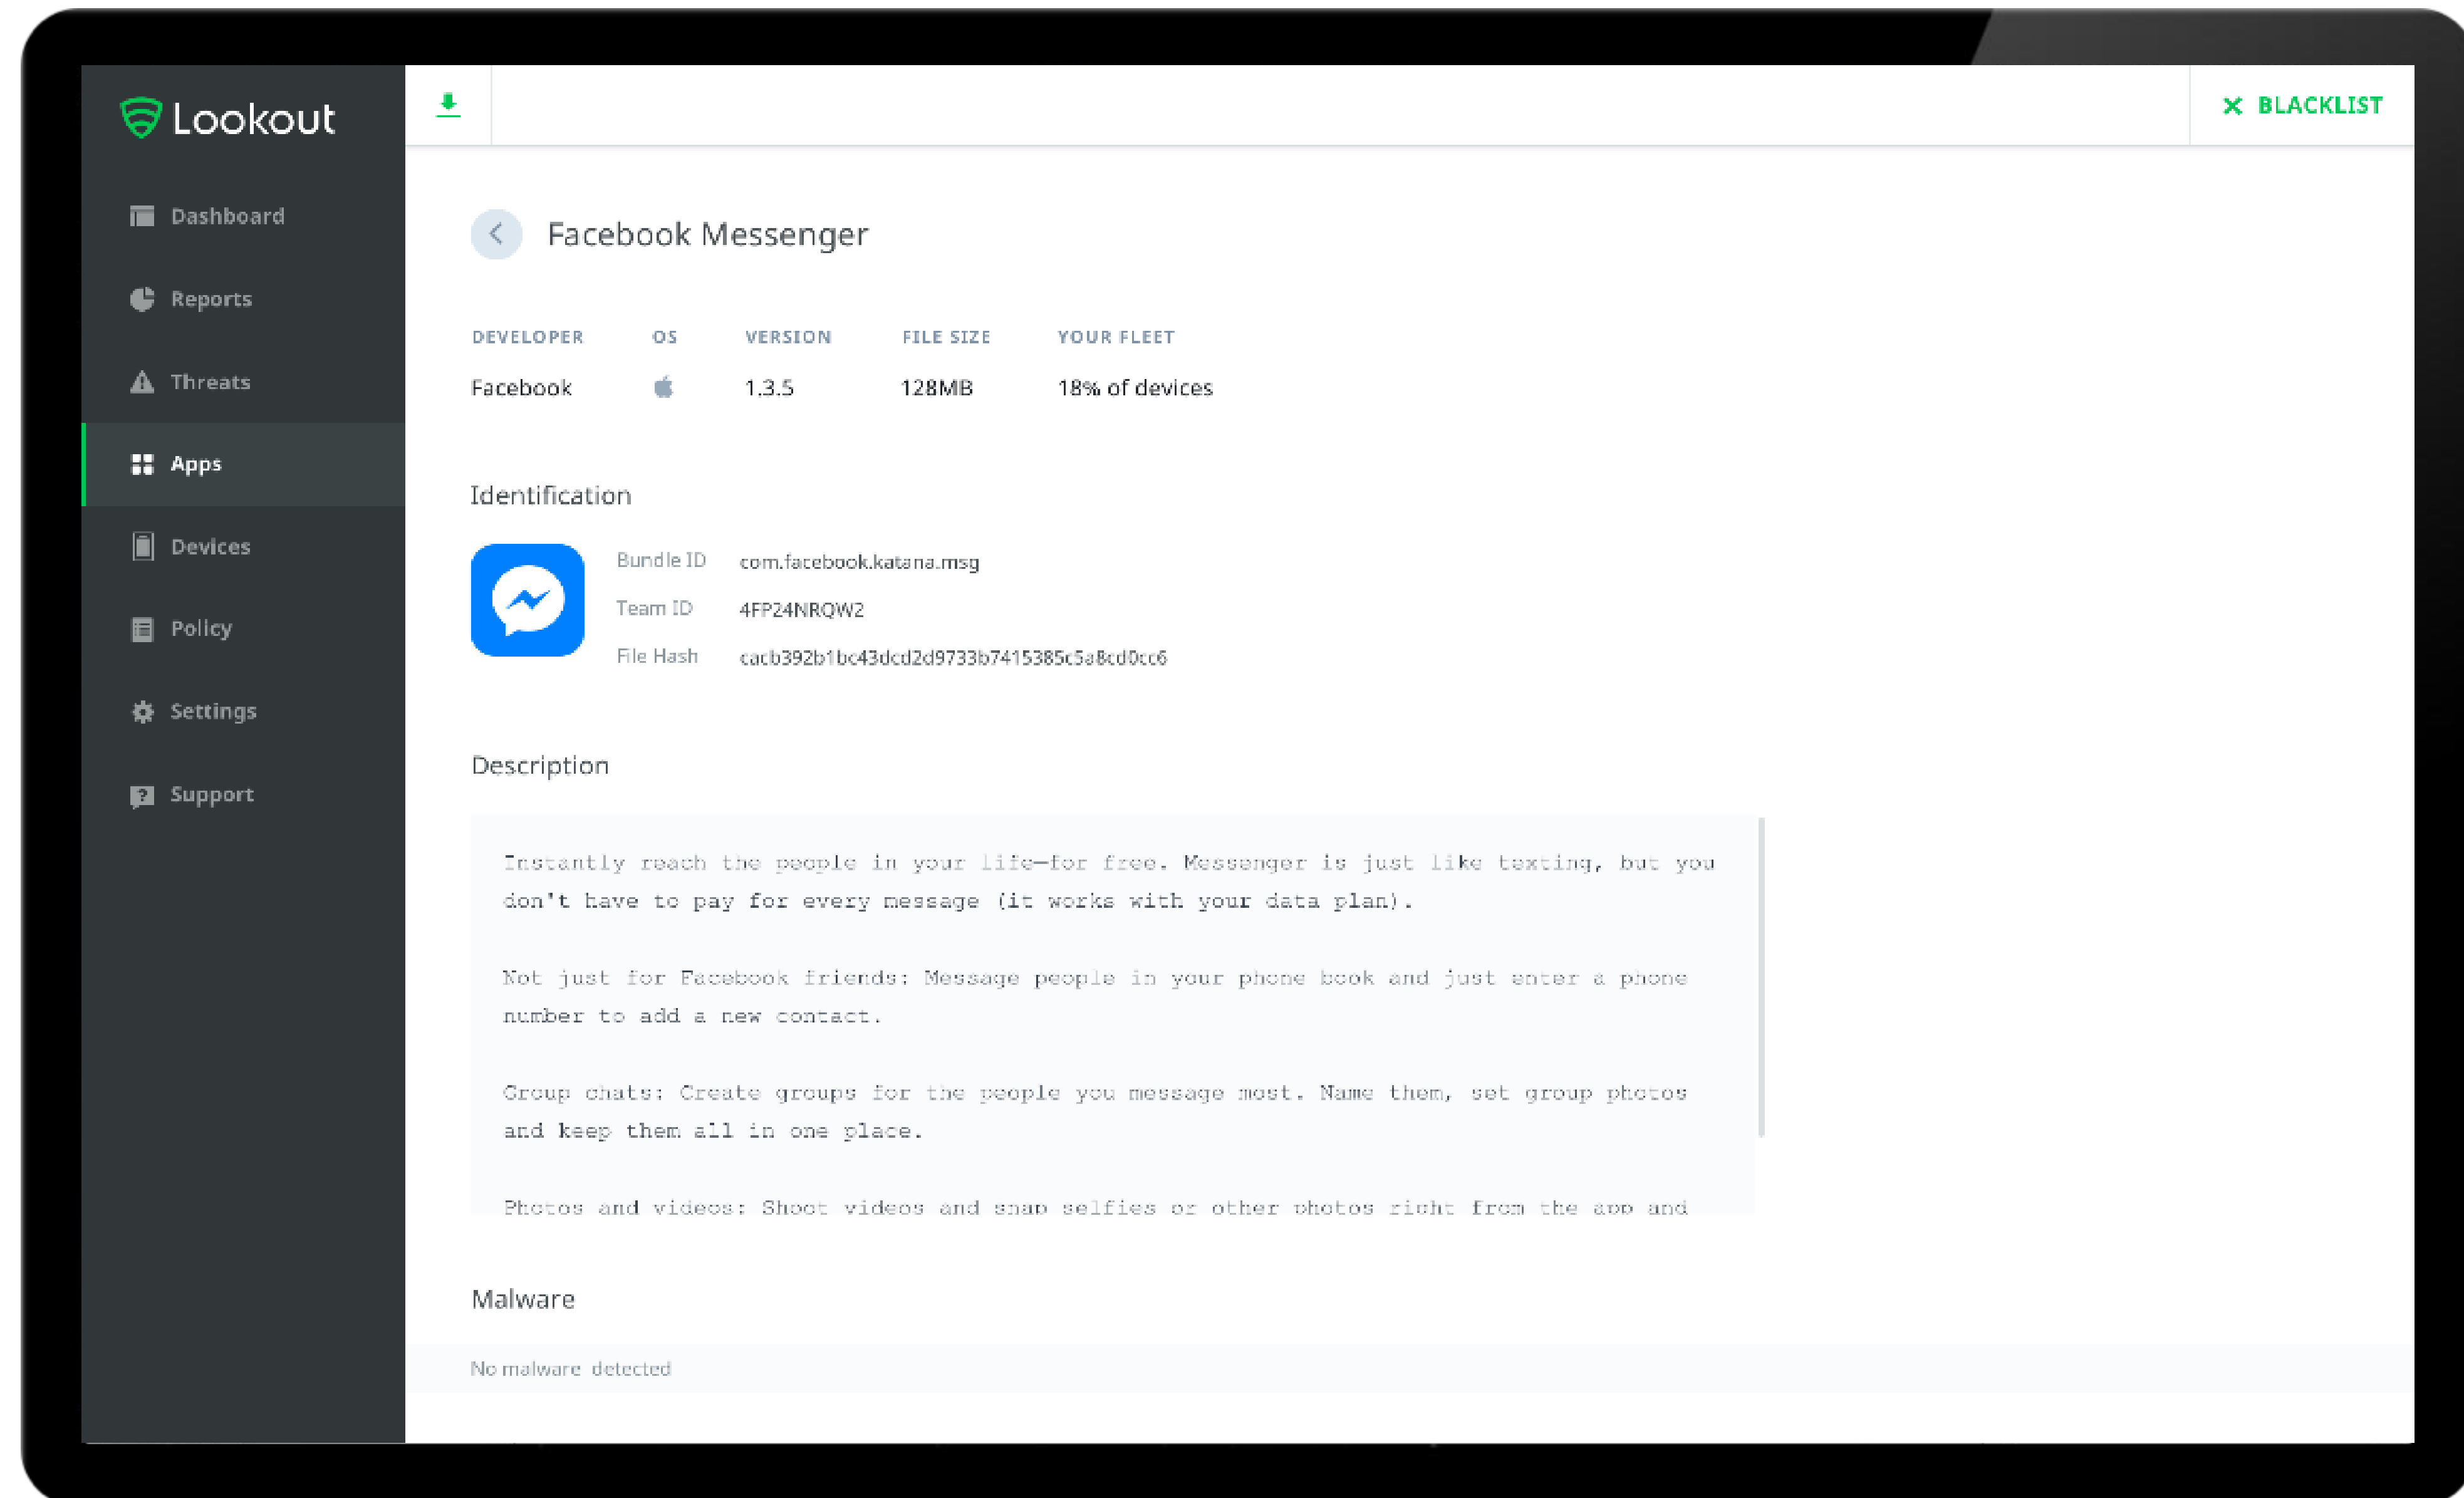 Lookout
BLACKLIST
Dashboard
Reports
Threats
Apps
Devices
Policy
Settings
Support
Facebook Messenger
DEVELOPER OS VERSION FILE SIZE YOUR FLEET
Facebook 1.3.5 128MB 18% of devices
Identification
Bundle ID com.facebook.katana.msg
Team ID 4FP24NRQW2
File Hash cacb392b1bc43dcd2d9733b7415385c5a8cd0cc6
Description
Instantly reach the people in your life—for free. Messenger is just like texting, but you
don't have to pay for every message (it works with your data plan).
Not just for Facebook friends: Message people in your phone book and just enter a phone
number to add a new contact.
Group chats: Create groups for the people you message most. Name them, set group photos
and keep them all in one place.
Photos and videos: Shoot videos and snap selfies or other photos right from the app and
Malware
No malware detected